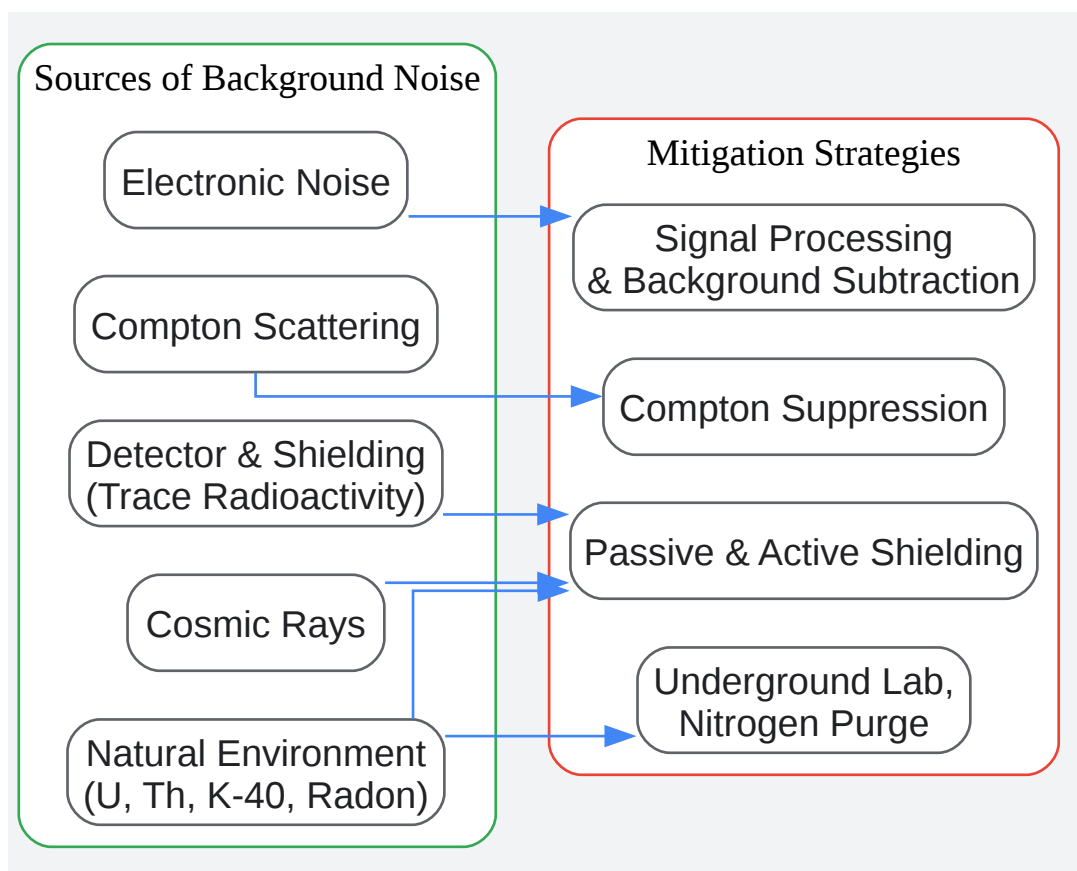 Sources of Background Noise
Electronic Noise
Compton Scattering
Detector & Shielding
(Trace Radioactivity)
Cosmic Rays
Natural Environment
(U, Th, K-40, Radon)
Mitigation Strategies
Signal Processing
& Background Subtraction
Compton Suppression
Passive & Active Shielding
Underground Lab,
Nitrogen Purge